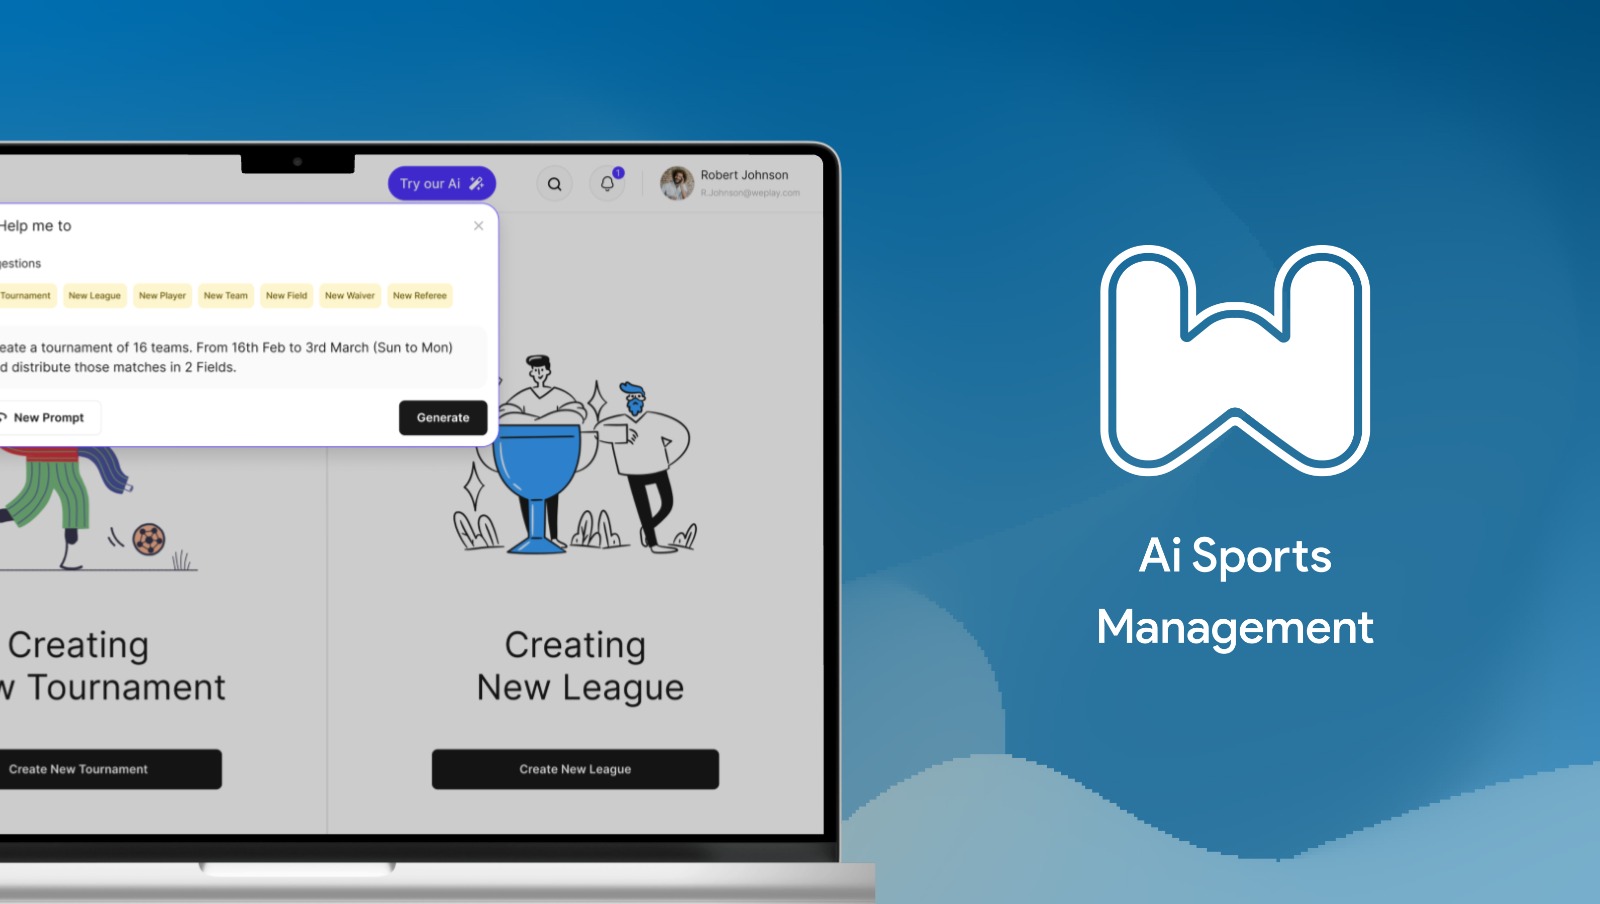 Try our Ai
1
Robert Johnson
R.Johnson@weplay.com
Help me to
gestions
Tournament
New League
New Player
New Team
New Field
New Waiver
New Referee
eate a tournament of 16 teams. From 16th Feb to 3rd March (Sun to Mon)
d distribute those matches in 2 Fields.
New Prompt
Generate
Creating
w Tournament
Create New Tournament
Creating
New League
Create New League
W
Ai Sports
Management